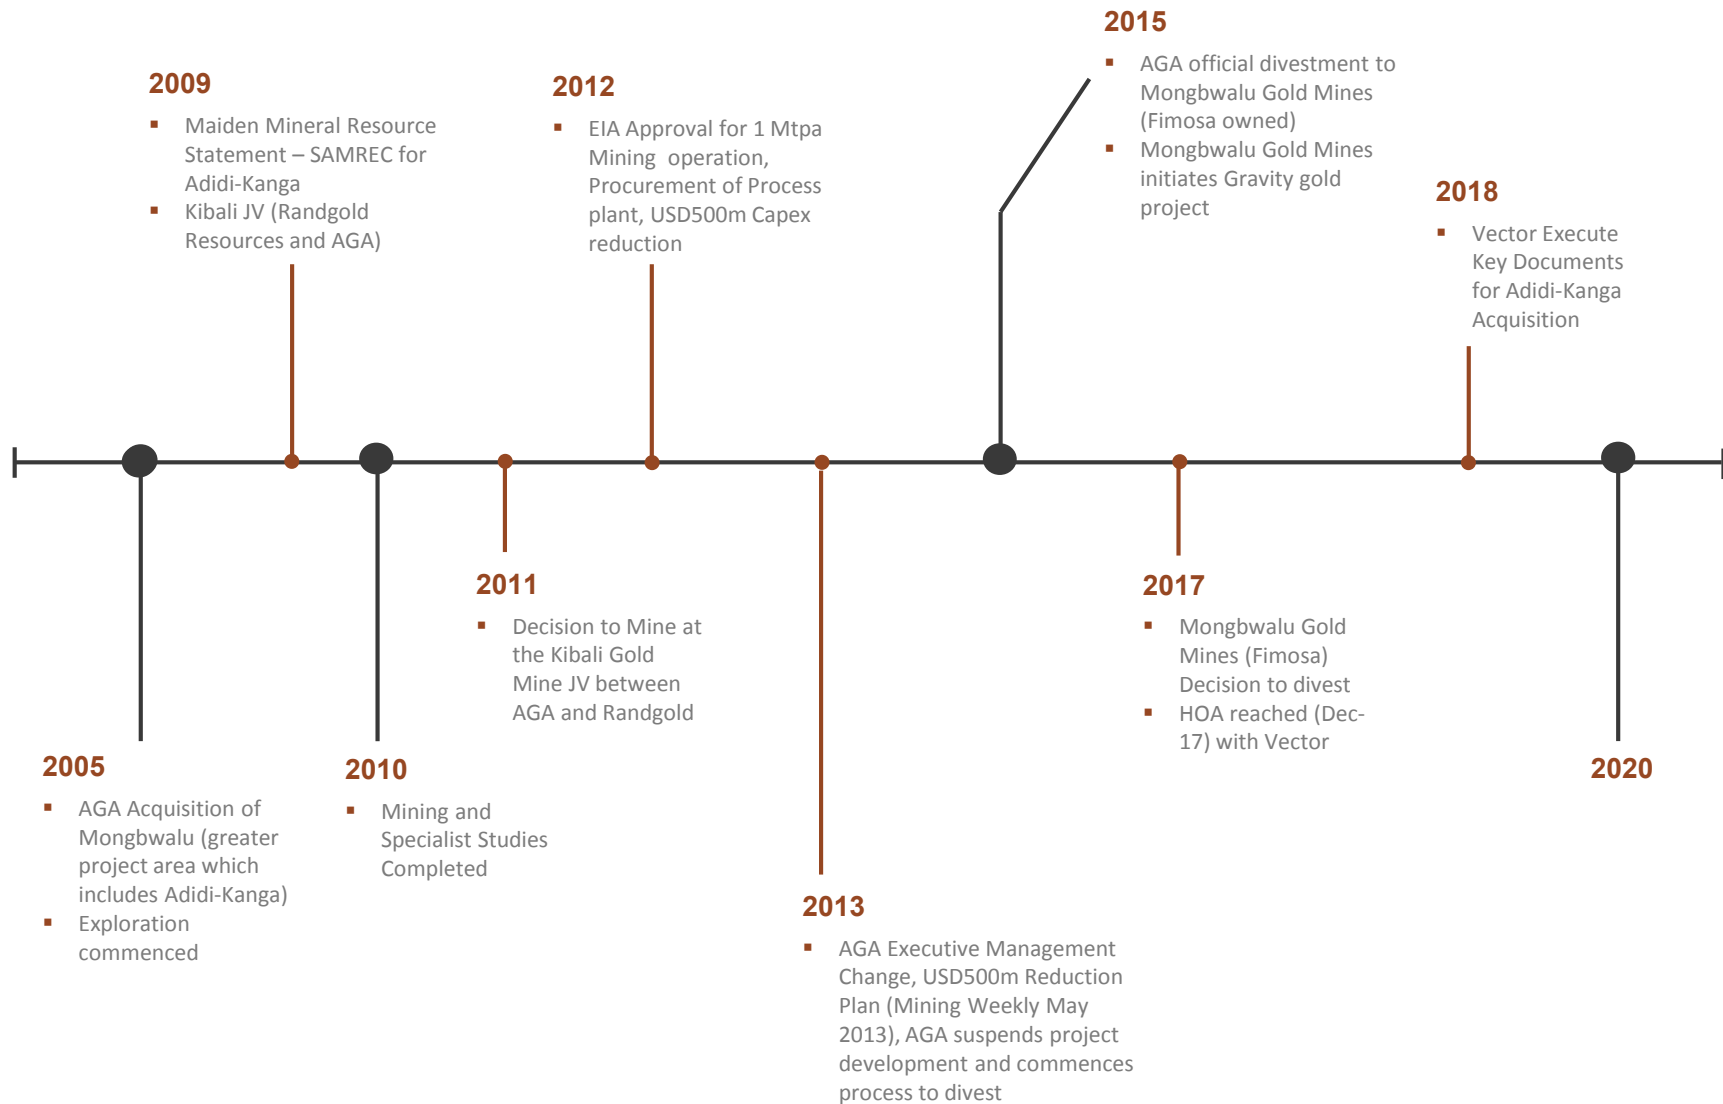 2009
▪ Maiden Mineral Resource
Statement – SAMREC for
Adidi-Kanga
▪ Kibali JV (Randgold
Resources and AGA)
2012
▪ EIA Approval for 1 Mtpa
Mining operation,
Procurement of Process
plant, USD500m Capex
reduction
2015
▪ AGA official divestment to
Mongbwalu Gold Mines
(Fimosa owned)
▪ Mongbwalu Gold Mines
initiates Gravity gold
project
2018
▪ Vector Execute
Key Documents
for Adidi-Kanga
Acquisition
2005
▪ AGA Acquisition of
Mongbwalu (greater
project area which
includes Adidi-Kanga)
▪ Exploration
commenced
2010
▪ Mining and
Specialist Studies
Completed
2011
▪ Decision to Mine at
the Kibali Gold
Mine JV between
AGA and Randgold
2013
▪ AGA Executive Management
Change, USD500m Reduction
Plan (Mining Weekly May
2013), AGA suspends project
development and commences
process to divest
2017
▪ Mongbwalu Gold
Mines (Fimosa)
Decision to divest
▪ HOA reached (Dec-
17) with Vector
2020